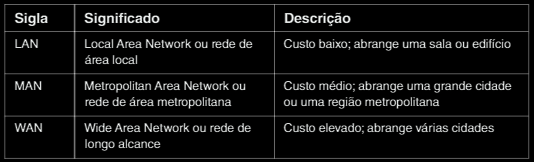 Sigla Significado Descrição
LAN Local Area Network ou rede de Custo baixo; abrange uma sala ou edifício
área local
MAN Metropolitan Area Network ou Custo médio; abrange uma grande cidade
rede de área metropolitana ou uma região metropolitana
WAN Wide Area Network ou rede de Custo elevado; abrange várias cidades
longo alcance